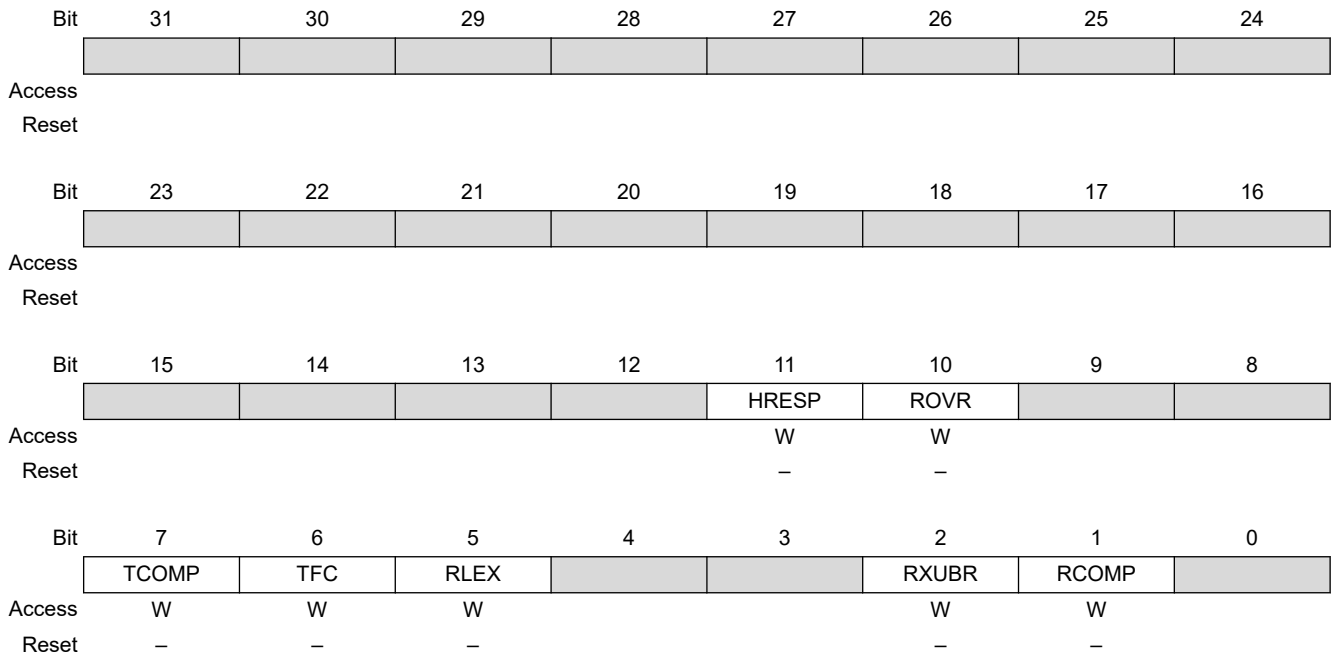 Bit 31 30 29 28 27 26 25 24
Access
Reset
Bit 23 22 21 20 19 18 17 16
Access
Reset
Bit 15 14 13 12 11 10 9 8
HRESP ROVR
Access W W
Reset – –
Bit 7 6 5 4 3 2 1 0
TCOMP TFC RLEX RXUBR RCOMP
Access W W W W W
Reset – – – – –